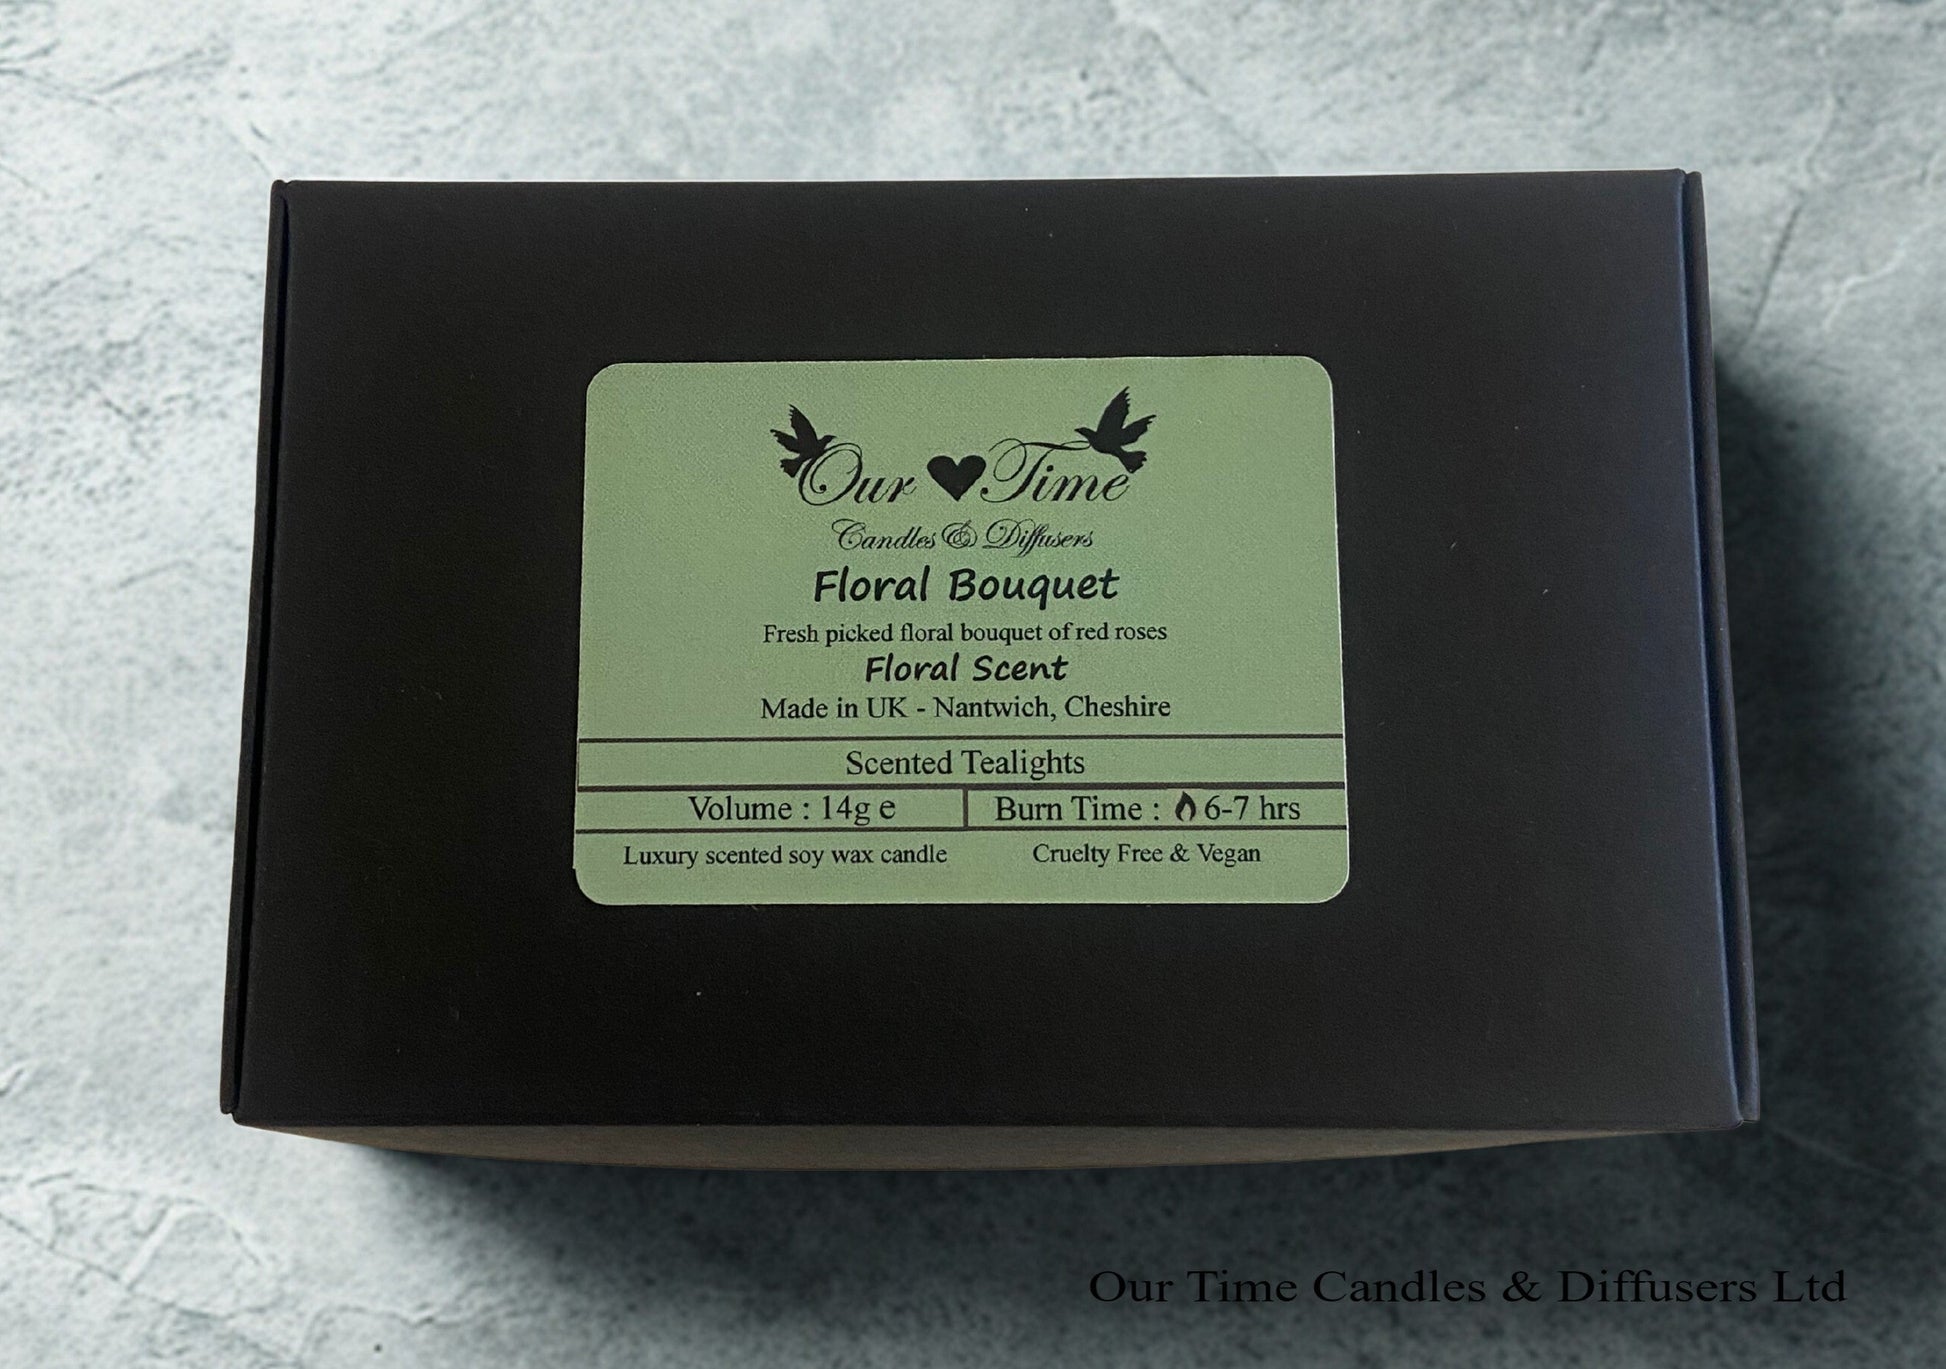 Our Time
Candles & Diffusers
Floral Bouquet
Fresh picked floral bouquet of red roses
Floral Scent
Made in UK - Nantwich, Cheshire
Scented Tealights
Volume : 14g e
Burn Time : 6-7 hrs
Luxury scented soy wax candle
Cruelty Free & Vegan
Our Time Candles & Diffusers Ltd